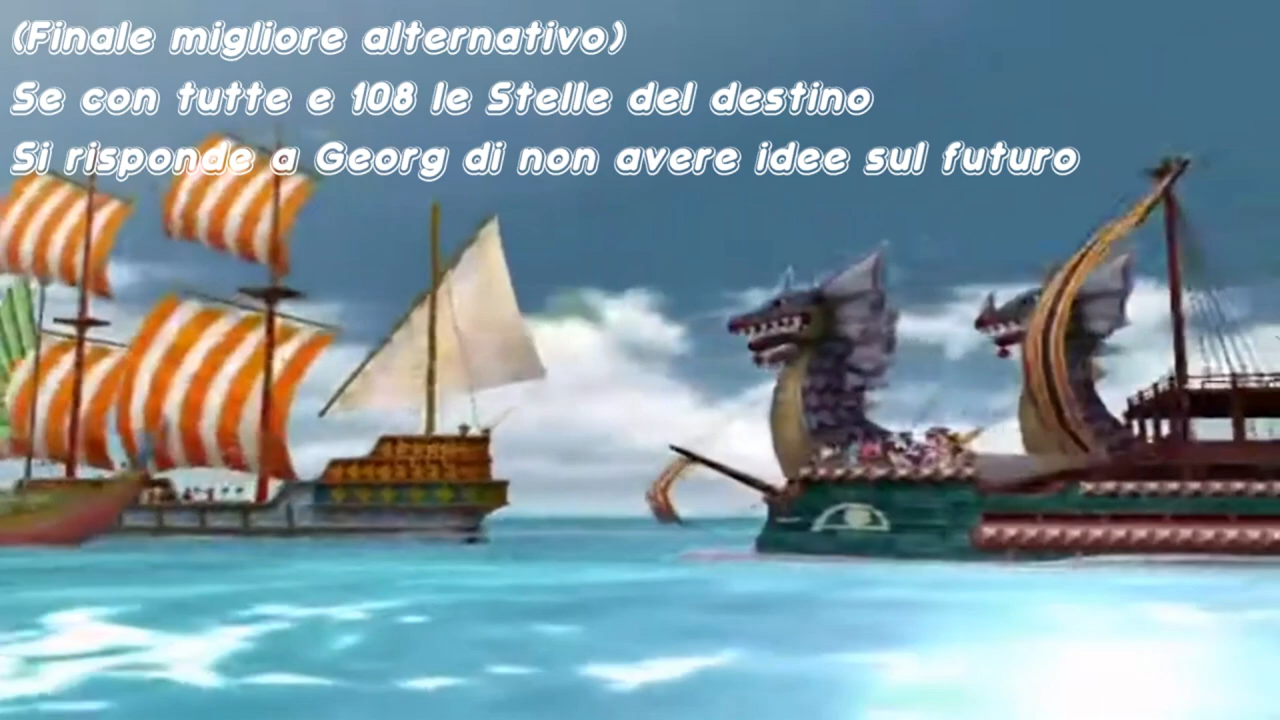 (Finale migliore alternativo)
Se con tutte e 108 le Stelle del destino
Si risponde a Georg di non avere idee sul futuro